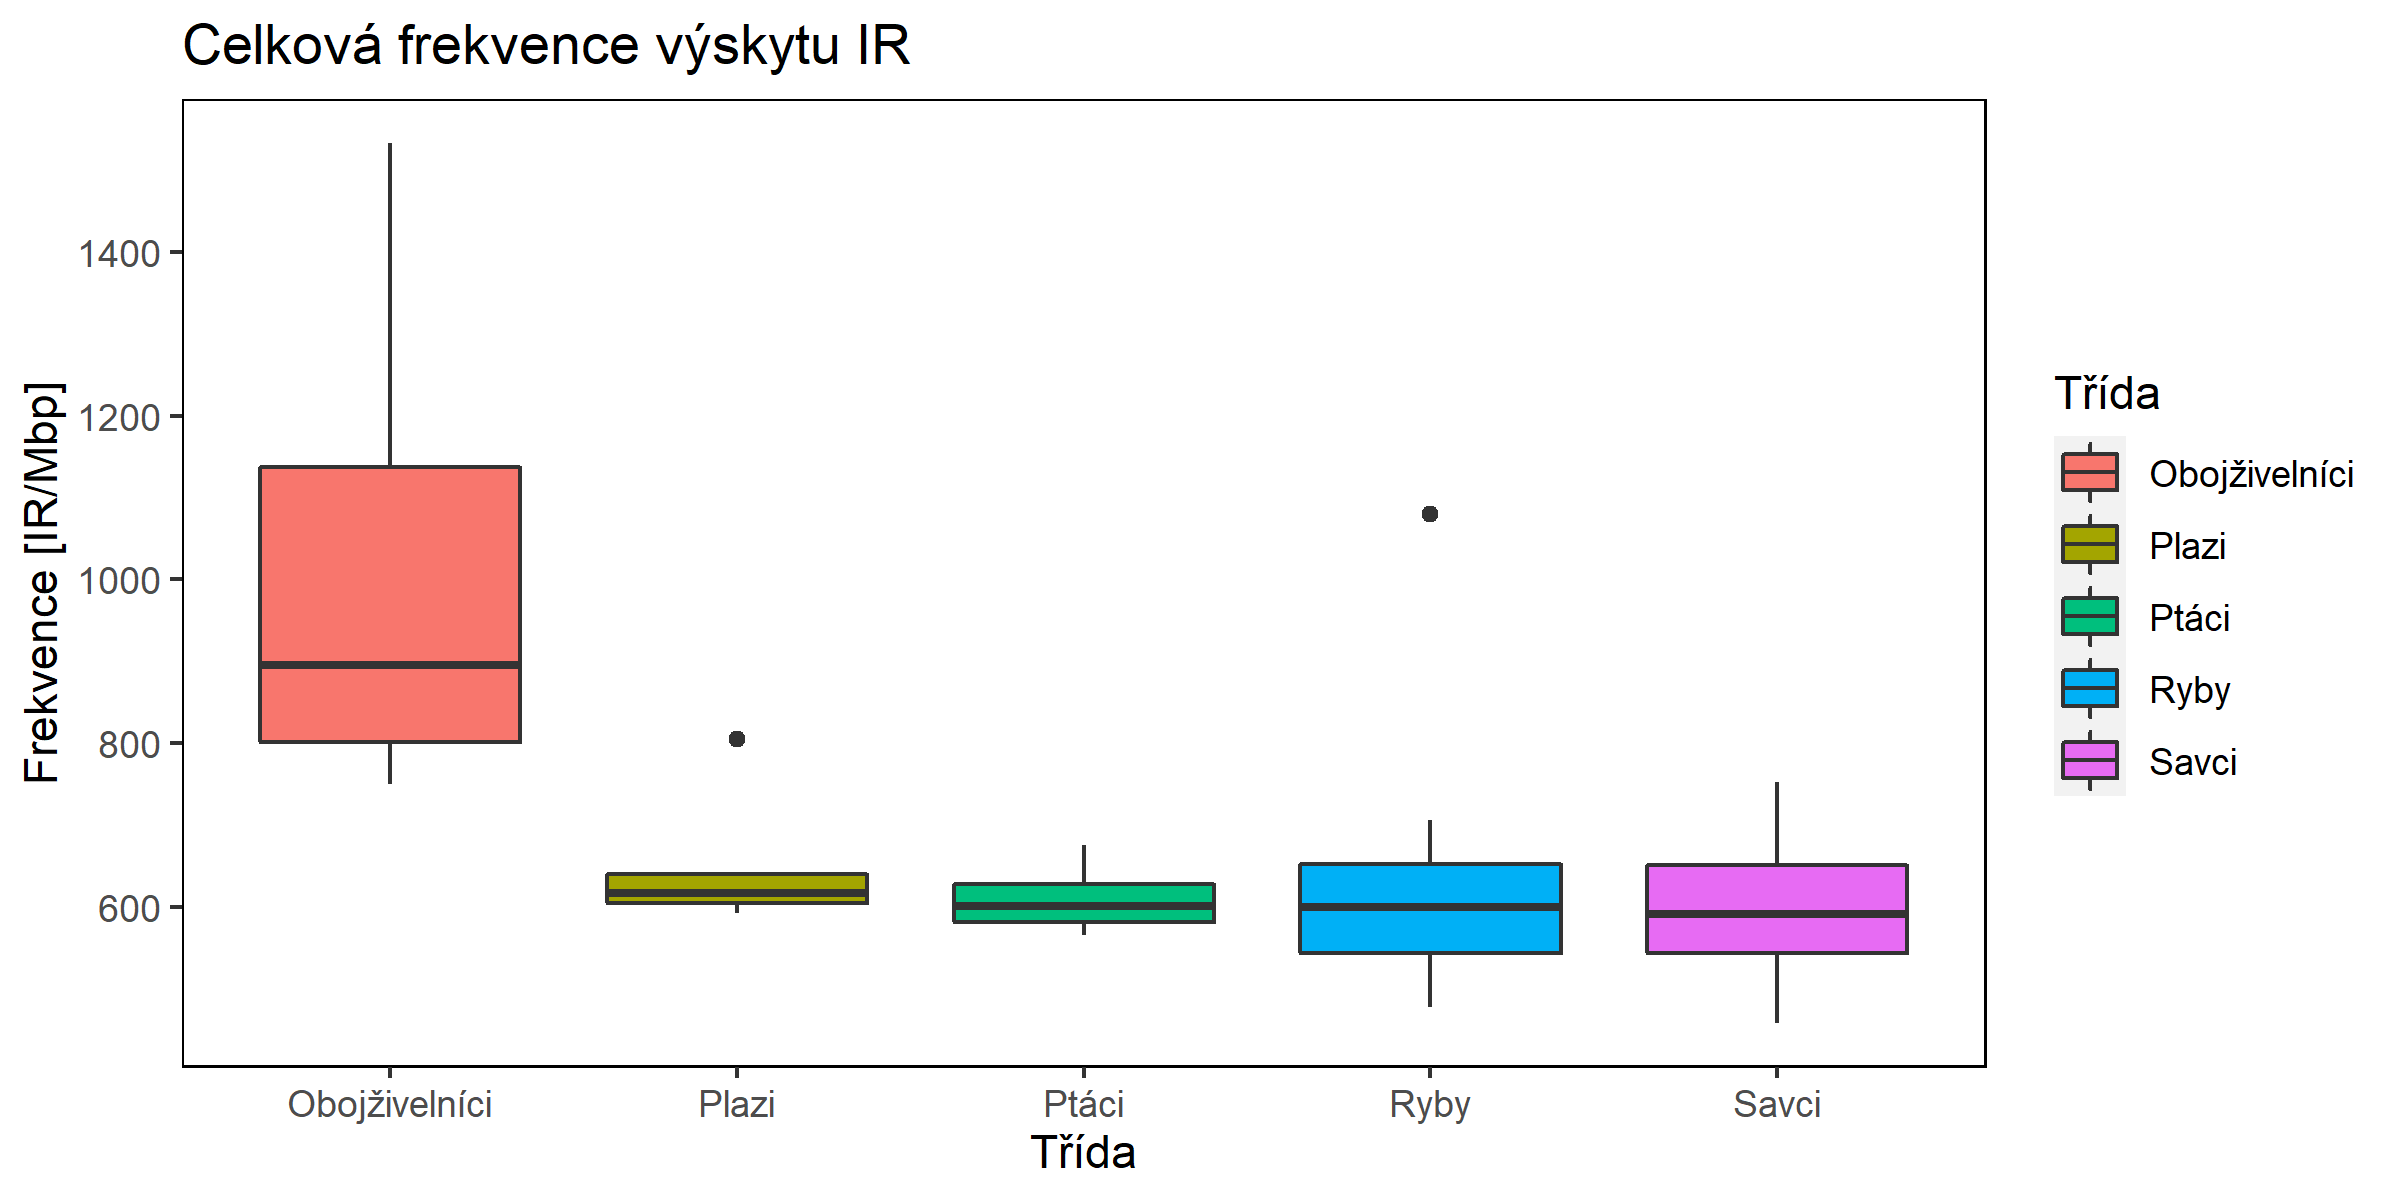 Celková frekvence výskytu IR
Frekvence [IR/Mbp]
1400
1200
1000
800
600
Obojživelníci
Plazi
Ptáci
Ryby
Savci
Třída
Třída
Obojživelníci
Plazi
Ptáci
Ryby
Savci